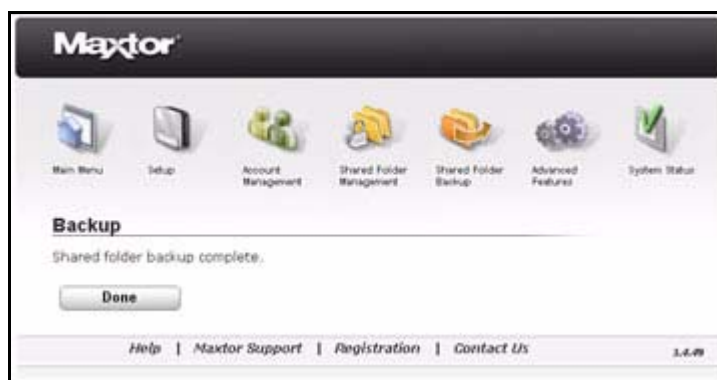 Maxtor
Main Menu
Setup
Account Management
Shared Folder Management
Shared Folder Backup
Advanced Features
System Status
Backup
Shared folder backup complete.
Done
Help | Maxtor Support | Registration | Contact Us